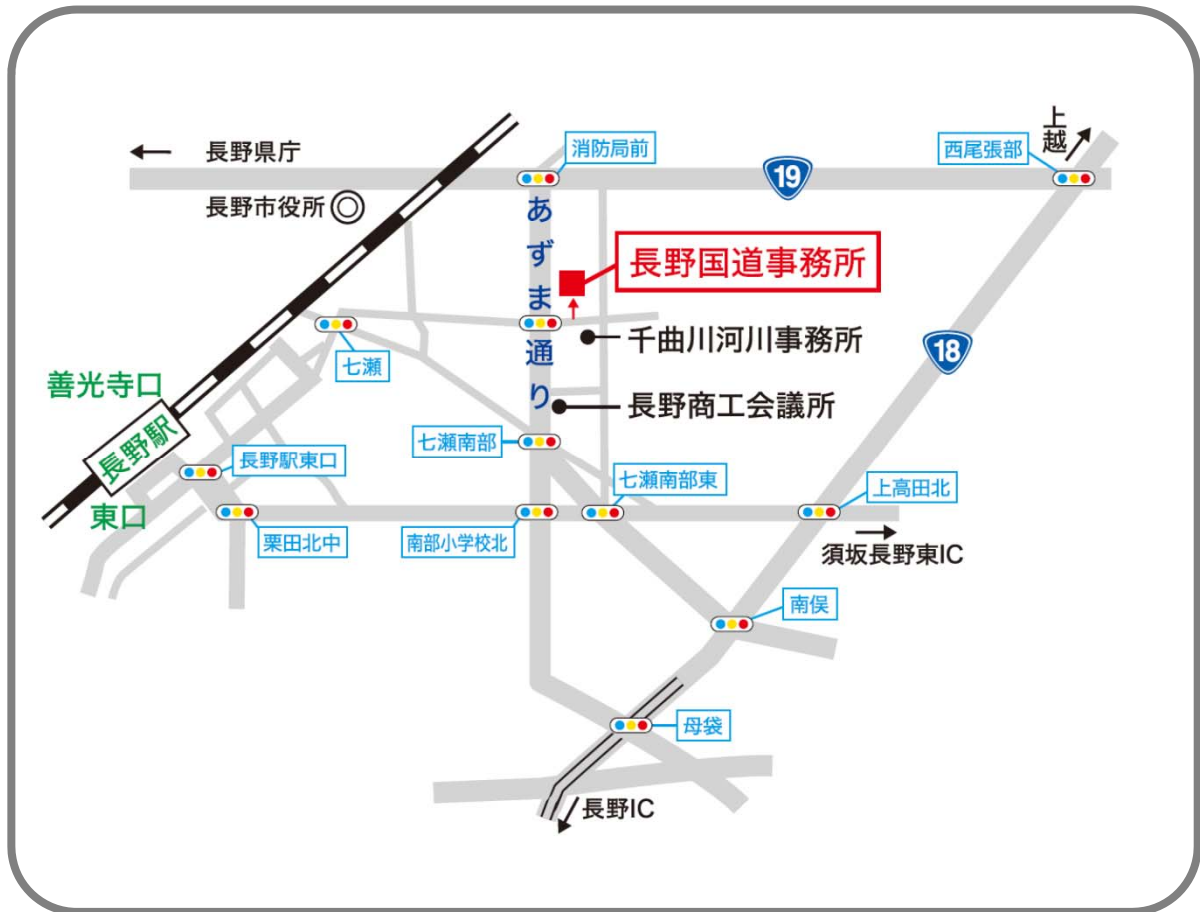 上越
消防局前
西尾張部
長野県庁
19
長野市役所
あずま通り
長野国道事務所
千曲川河川事務所
18
七瀬
善光寺口
長野商工会議所
長野駅
七瀬南部
長野駅東口
七瀬南部東
上高田北
東口
栗田北中
南部小学校北
須坂長野東IC
南俣
母袋
長野IC